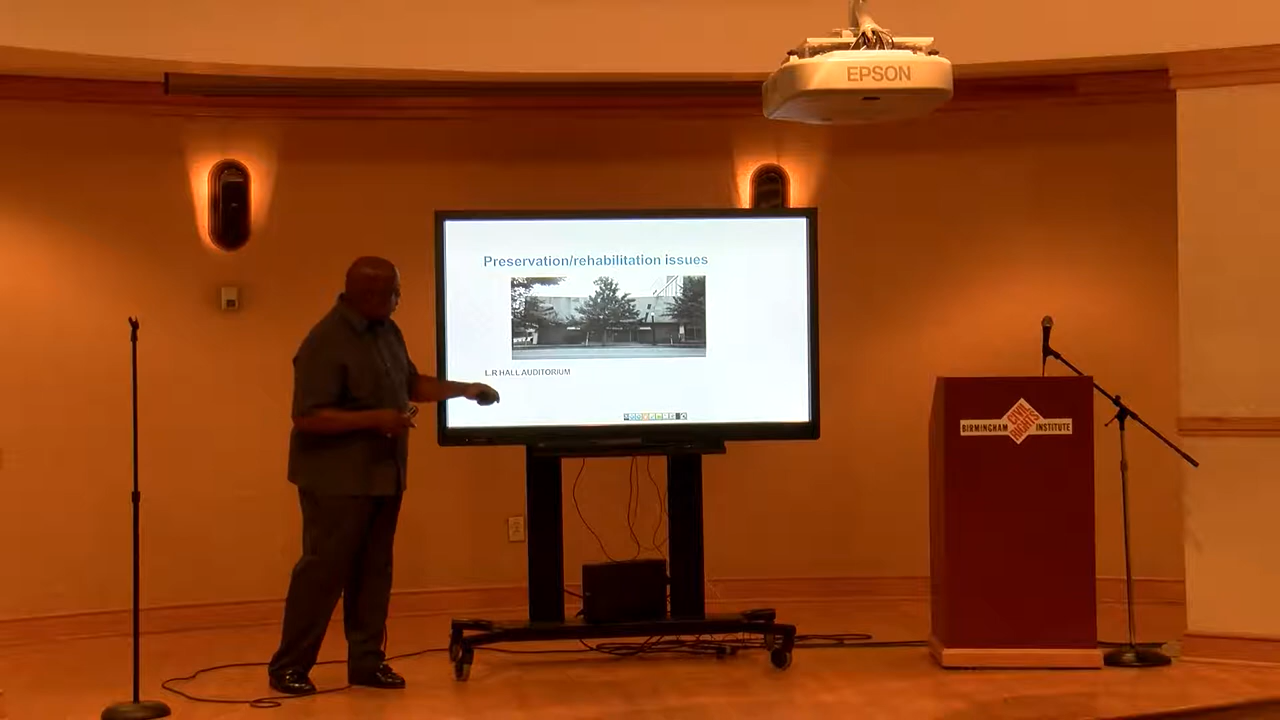 EPSON
Preservation/rehabilitation issues
L.R HALL AUDITORIUM
BIRMINGHAM CIVIL RIGHTS INSTITUTE